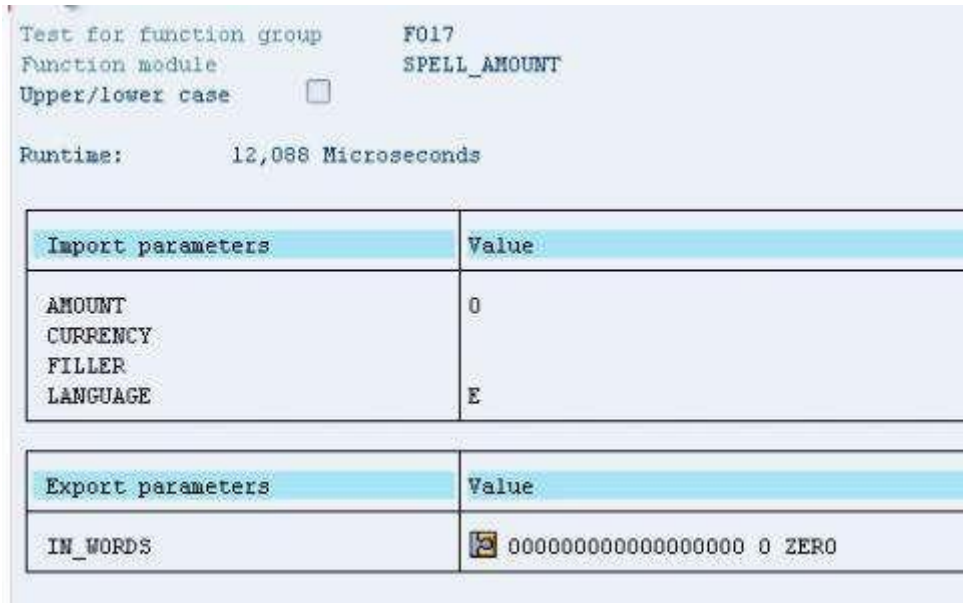 Test for function group F017
Function module SPELL_AMOUNT
Upper/lower case
Runtime: 12,088 Microseconds
Import parameters Value
AMOUNT 0
CURRENCY
FILLER
LANGUAGE E
Export parameters Value
IN_WORDS 000000000000000000 0 ZERO